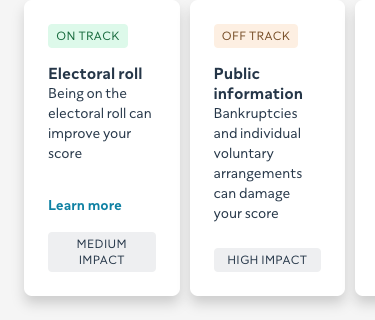 ON TRACK
Electoral roll
Being on the
electoral roll can
improve your
score
Learn more
MEDIUM
IMPACT
OFF TRACK
Public
information
Bankruptcies
and individual
voluntary
arrangements
can damage
your score
HIGH IMPACT